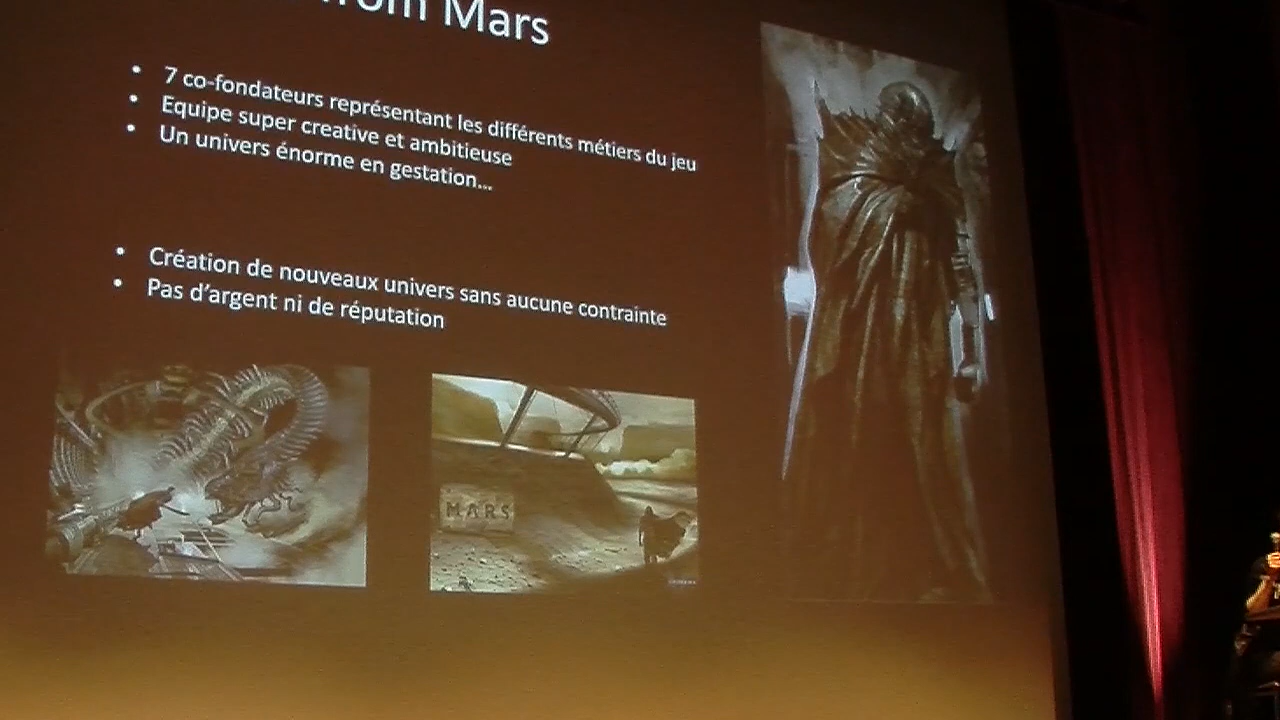 from Mars
• 7 co-fondateurs représentant les différents métiers du jeu
• Equipe super creative et ambitieuse
• Un univers énorme en gestation...
• Création de nouveaux univers sans aucune contrainte
• Pas d'argent ni de réputation
MARS